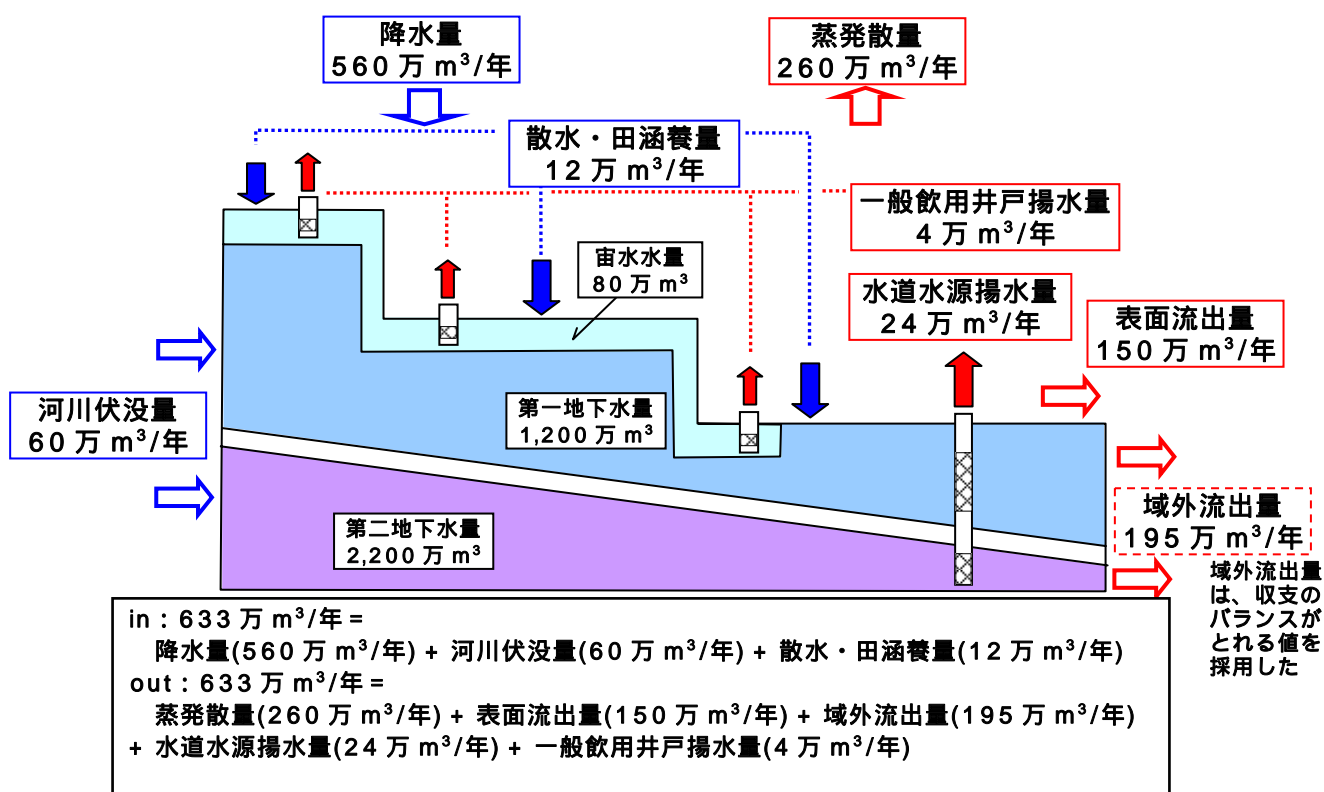 降水量
560万m³/年
蒸発散量
260万m³/年
散水・田涵養量
12万m³/年
一般飲用井戸揚水量
4万m³/年
宙水水量
80万m³
水道水源揚水量
24万m³/年
表面流出量
150万m³/年
河川伏没量
60万m³/年
第一地下水量
1,200万m³
第二地下水量
2,200万m³
域外流出量
195万m³/年
域外流出量
は、収支の
バランスが
とれる値を
採用した
in：633万m³/年＝
降水量(560万m³/年) + 河川伏没量(60万m³/年) + 散水・田涵養量(12万m³/年)
out：633万m³/年＝
蒸発散量(260万m³/年) + 表面流出量(150万m³/年) + 域外流出量(195万m³/年)
+ 水道水源揚水量(24万m³/年) + 一般飲用井戸揚水量(4万m³/年)